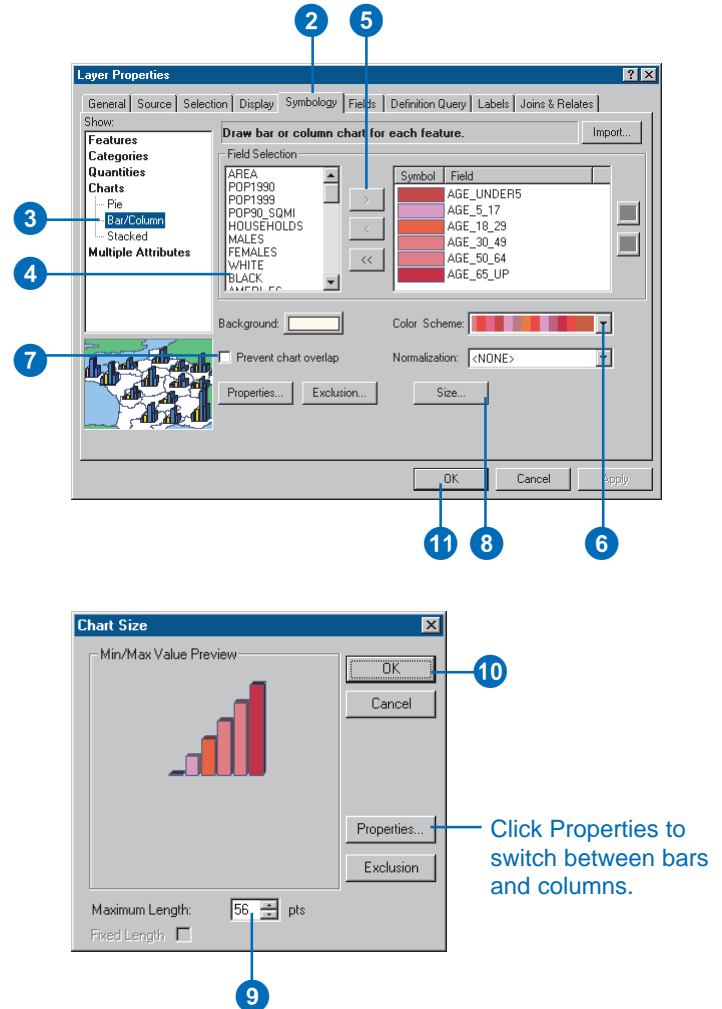 2 5
Layer Properties
General Source Selection Display Symbology Fields Definition Query Labels Joins & Relates
Show:
Features
Categories
Quantities
Charts
Pie
Bar/Column
Stacked
Multiple Attributes
Draw bar or column chart for each feature.
Import...
Field Selection
AREA
POP1990
POP1999
POP90_SQMI
HOUSEHOLDS
MALES
FEMALES
WHITE
BLACK
>
<
<<
Symbol Field
AGE_UNDER5
AGE_5_17
AGE_18_29
AGE_30_49
AGE_50_64
AGE_65_UP
3
4
Background:
Color Scheme:
7
Prevent chart overlap
Normalization: <NONE>
Properties... Exclusion... Size...
OK Cancel Apply
11 8 6
Chart Size
Min/Max Value Preview
OK
10
Cancel
Properties...
Click Properties to
switch between bars
and columns.
Exclusion
Maximum Length: 56 pts
Fixed Length
9